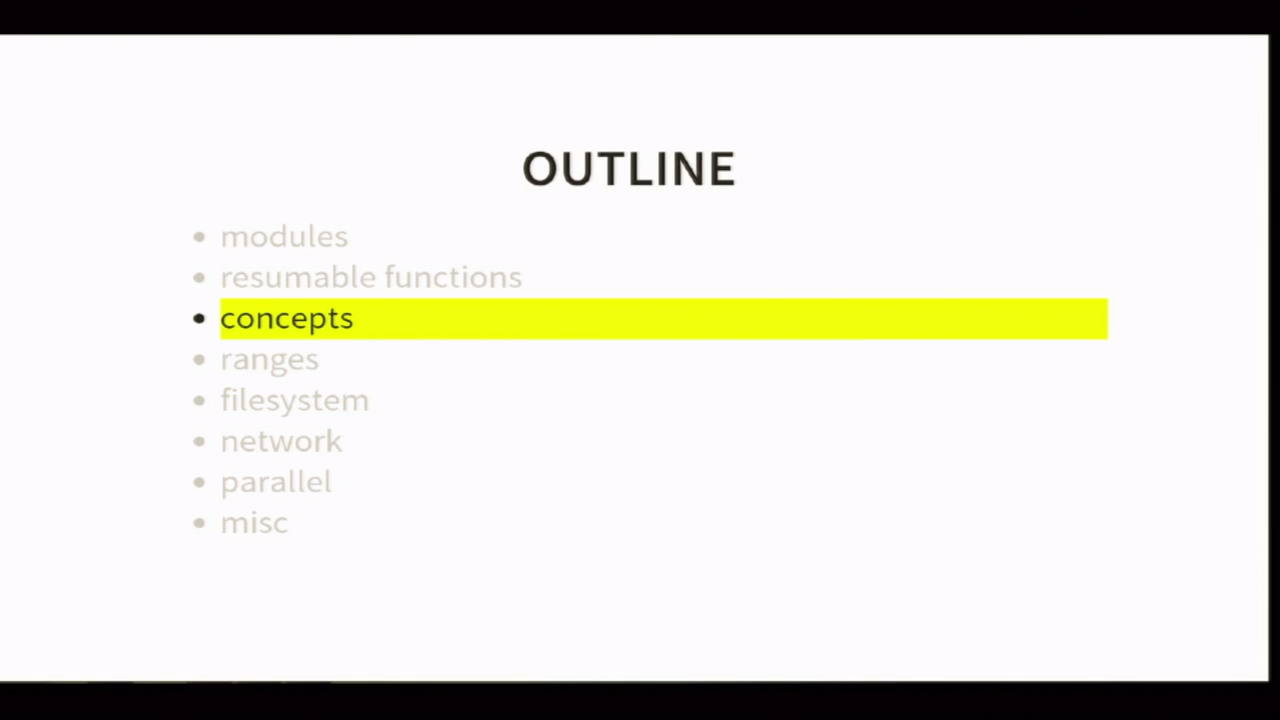 OUTLINE
• modules
• resumable functions
• concepts
• ranges
• filesystem
• network
• parallel
• misc